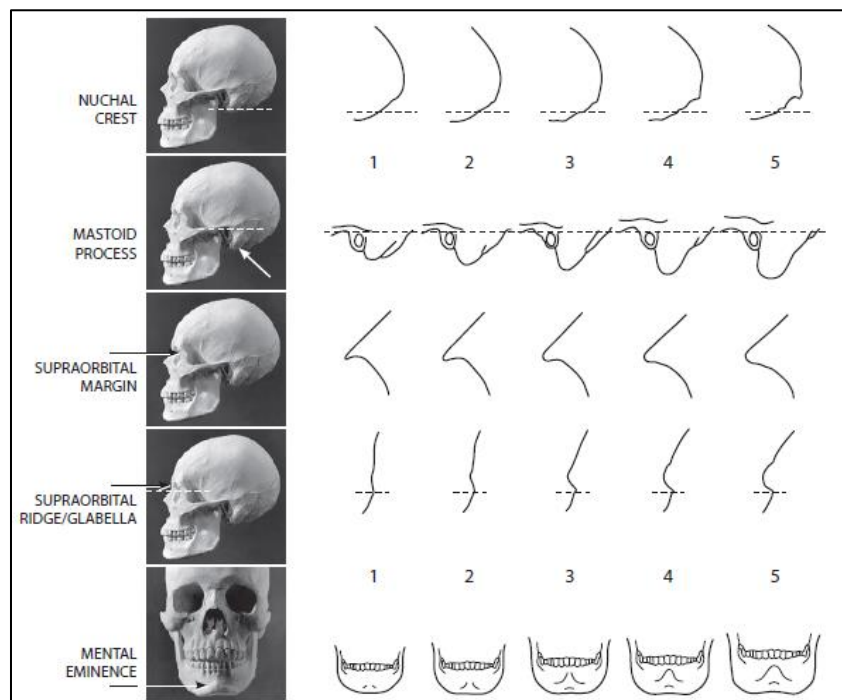 NUCHAL
CREST
1 2 3 4 5
MASTOID
PROCESS
SUPRAORBITAL
MARGIN
SUPRAORBITAL
RIDGE/GLABELLA
1 2 3 4 5
MENTAL
EMINENCE